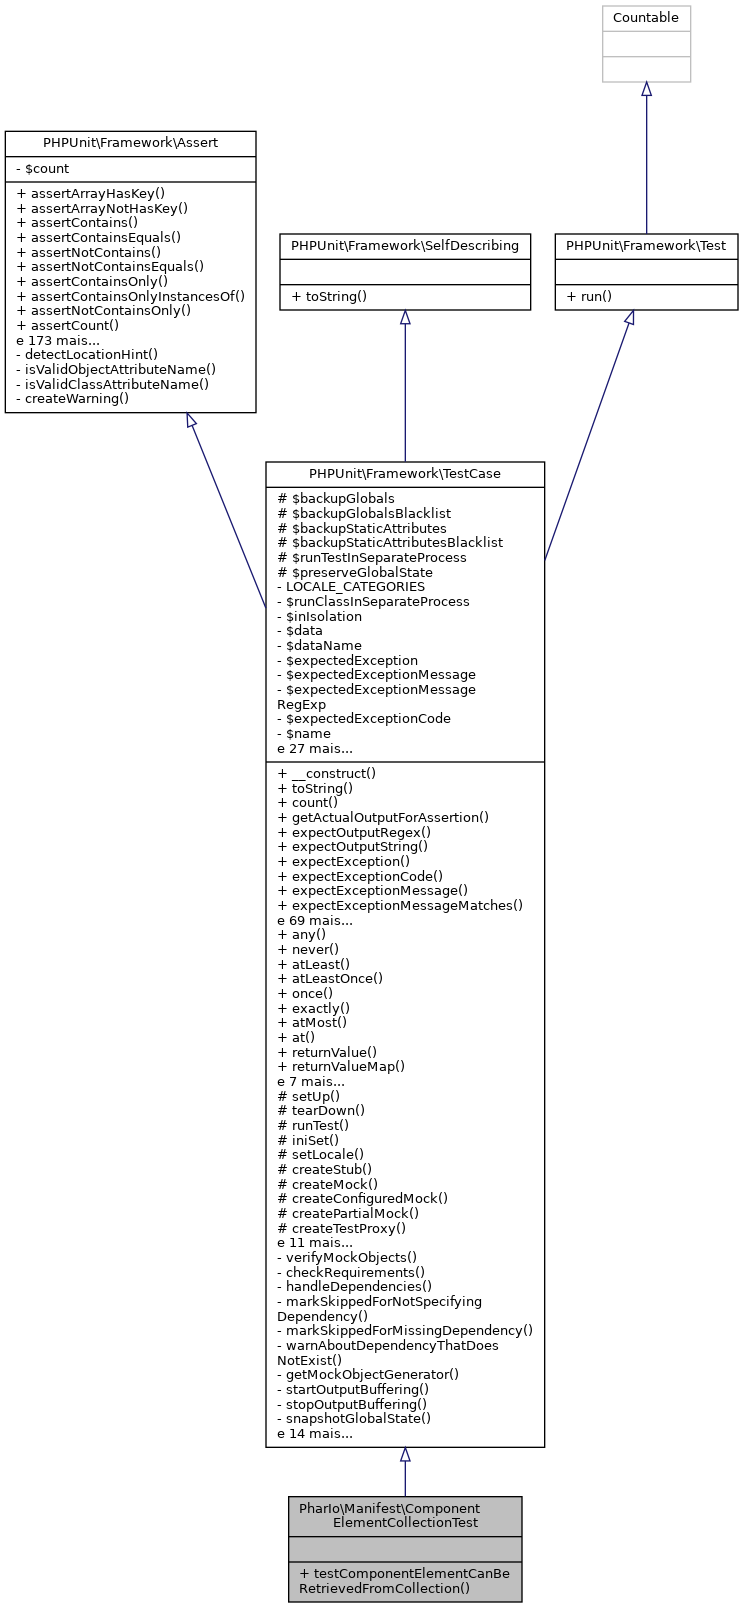 Countable
PHPUnit\Framework\Assert
- $count
+ assertArrayHasKey()
+ assertArrayNotHasKey()
+ assertContains()
+ assertContainsEquals()
+ assertNotContains()
+ assertNotContainsEquals()
+ assertContainsOnly()
+ assertContainsOnlyInstancesOf()
+ assertNotContainsOnly()
+ assertCount()
e 173 mais...
- detectLocationHint()
- isValidObjectAttributeName()
- isValidClassAttributeName()
- createWarning()
PHPUnit\Framework\SelfDescribing
+ toString()
PHPUnit\Framework\Test
+ run()
PHPUnit\Framework\TestCase
# $backupGlobals
# $backupGlobalsBlacklist
# $backupStaticAttributes
# $backupStaticAttributesBlacklist
# $runTestInSeparateProcess
# $preserveGlobalState
- LOCALE_CATEGORIES
- $runClassInSeparateProcess
- $inIsolation
- $data
- $dataName
- $expectedException
- $expectedExceptionMessage
- $expectedExceptionMessage
RegExp
- $expectedExceptionCode
- $name
e 27 mais...
+ __construct()
+ toString()
+ count()
+ getActualOutputForAssertion()
+ expectOutputRegex()
+ expectOutputString()
+ expectException()
+ expectExceptionCode()
+ expectExceptionMessage()
+ expectExceptionMessageMatches()
e 69 mais...
+ any()
+ never()
+ atLeast()
+ atLeastOnce()
+ once()
+ exactly()
+ atMost()
+ at()
+ returnValue()
+ returnValueMap()
e 7 mais...
# setUp()
# tearDown()
# runTest()
# iniSet()
# setLocale()
# createStub()
# createMock()
# createConfiguredMock()
# createPartialMock()
# createTestProxy()
e 11 mais...
- verifyMockObjects()
- checkRequirements()
- handleDependencies()
- markSkippedForNotSpecifying
Dependency()
- markSkippedForMissingDependency()
- warnAboutDependencyThatDoes
NotExist()
- getMockObjectGenerator()
- startOutputBuffering()
- stopOutputBuffering()
- snapshotGlobalState()
e 14 mais...
PharIo\Manifest\Component
ElementCollectionTest
+ testComponentElementCanBe
RetrievedFromCollection()